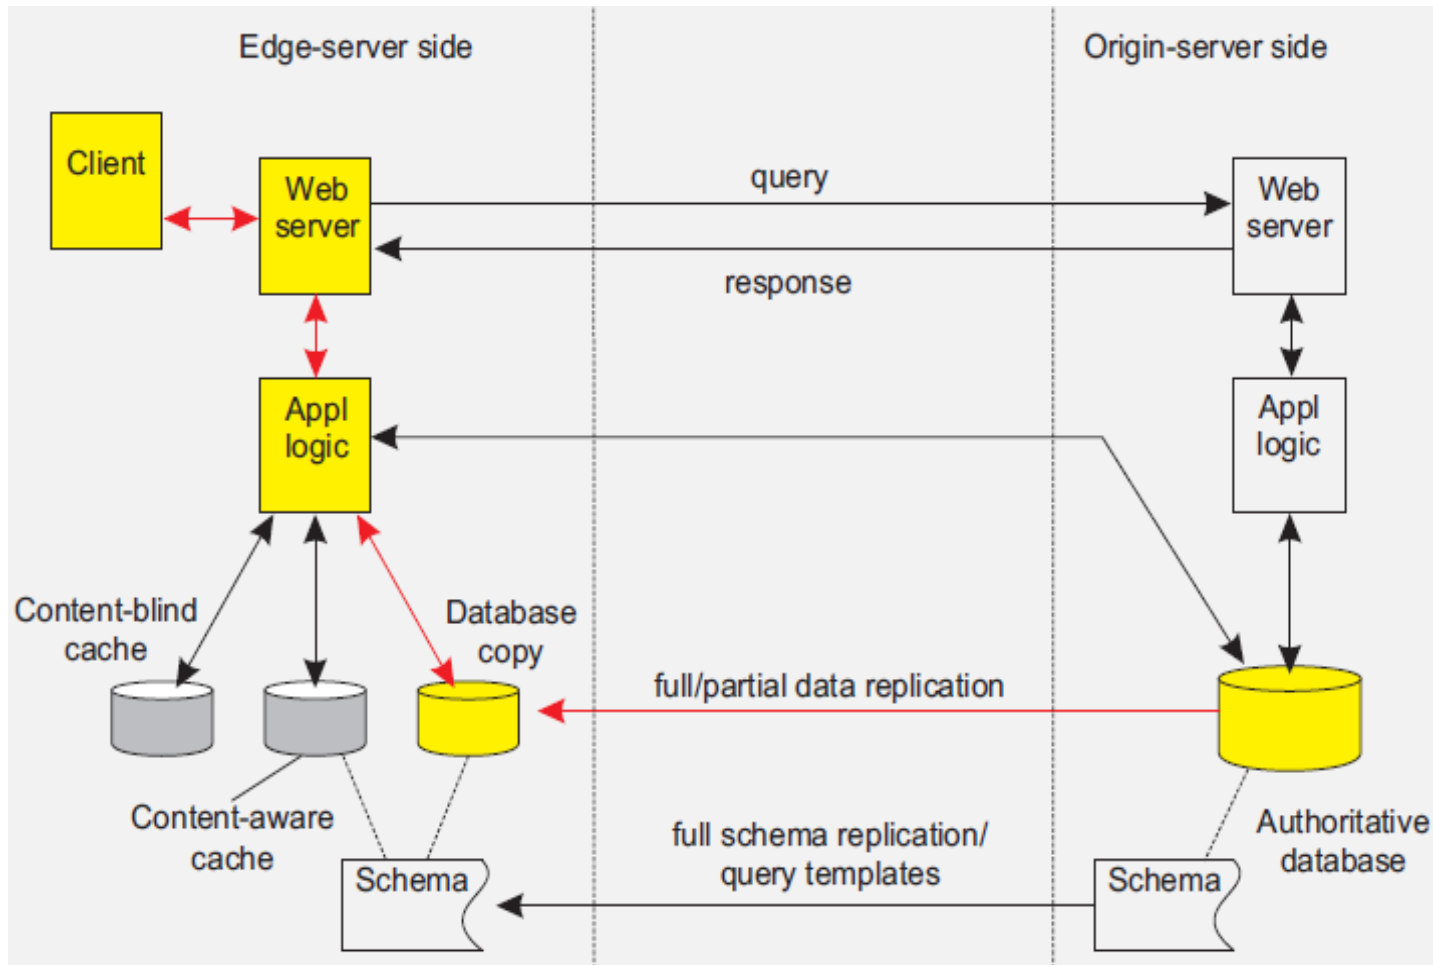 Edge-server side
Origin-server side
Client
Web
server
query
response
Web
server
Appl
logic
Appl
logic
Content-blind
cache
Database
copy
full/partial data replication
Content-aware
cache
Schema
full schema replication/
query templates
Schema
Authoritative
database